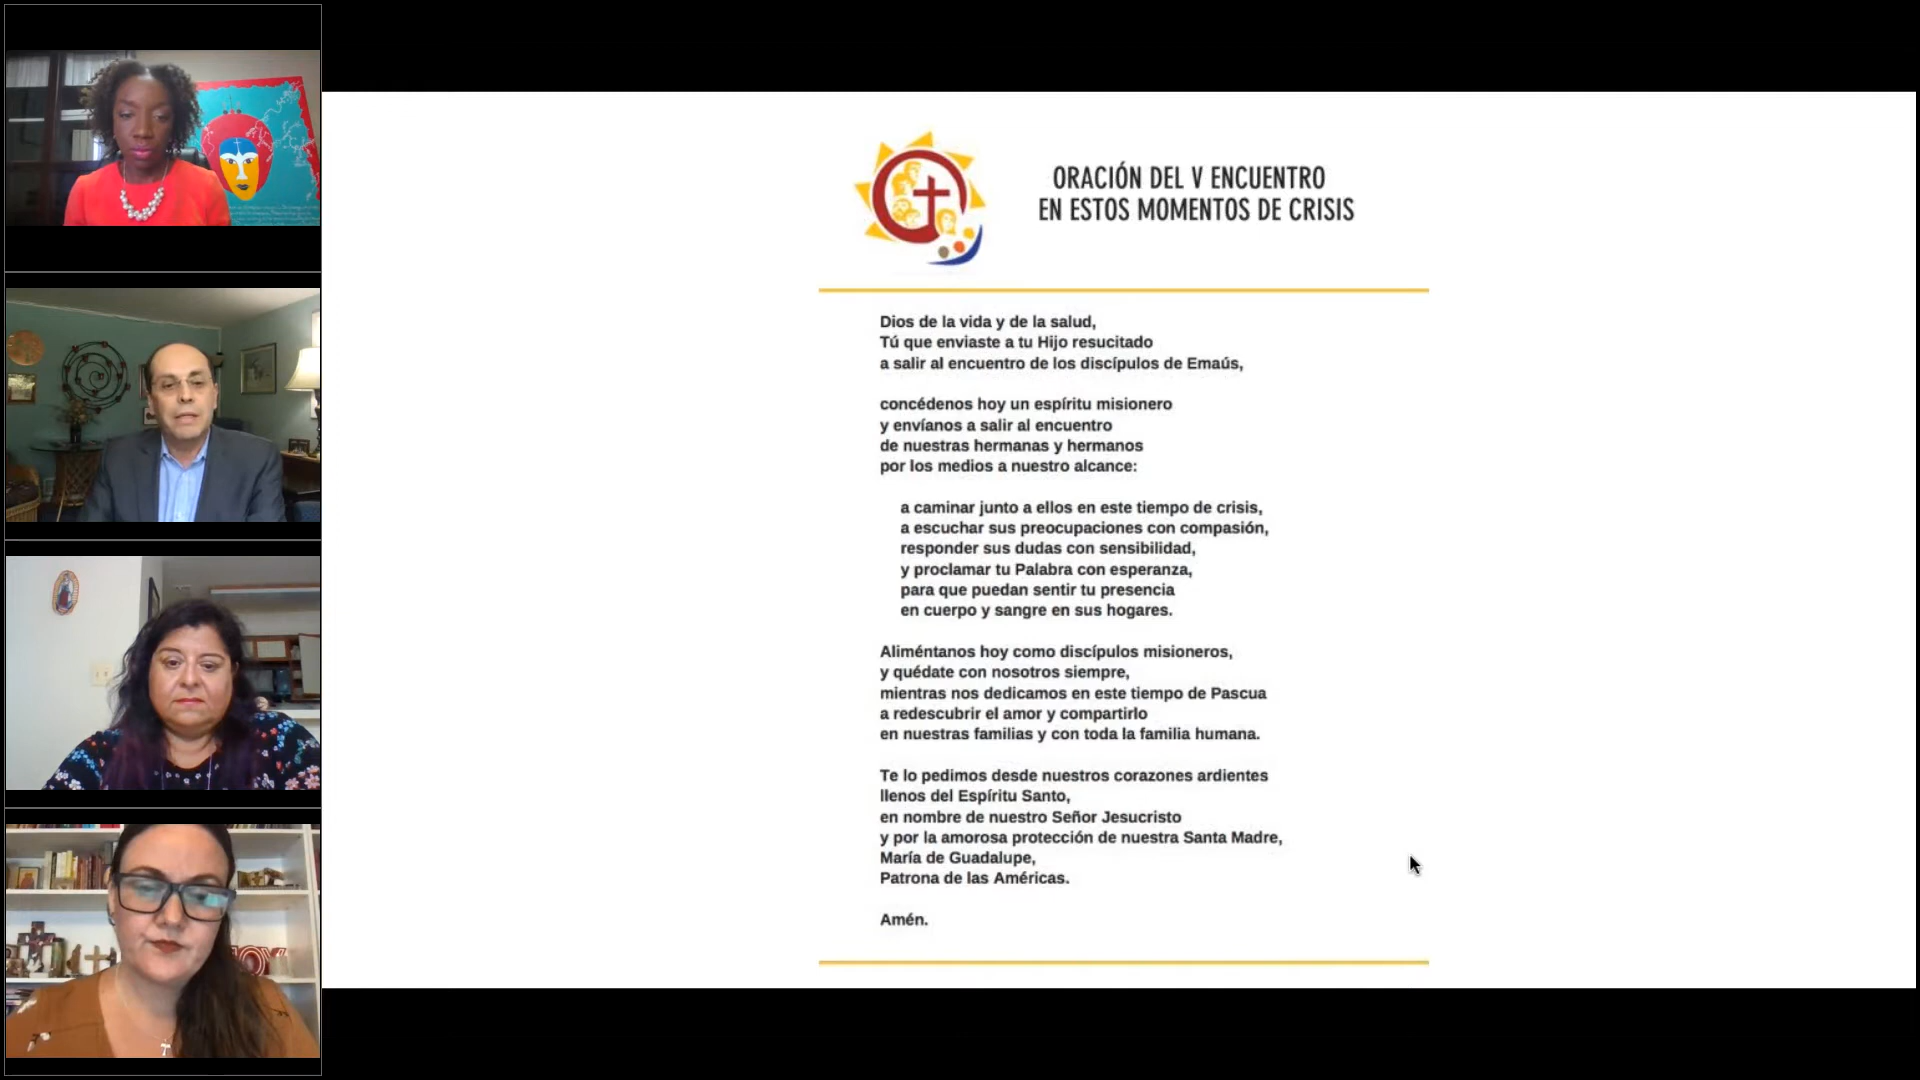 ORACIÓN DEL V ENCUENTRO
EN ESTOS MOMENTOS DE CRISIS
Dios de la vida y de la salud,
Tú que enviaste a tu Hijo resucitado
a salir al encuentro de los discípulos de Emaús,
concédenos hoy un espíritu misionero
y envíanos a salir al encuentro
de nuestras hermanas y hermanos
por los medios a nuestro alcance:
a caminar junto a ellos en este tiempo de crisis,
a escuchar sus preocupaciones con compasión,
responder sus dudas con sensibilidad,
y proclamar tu Palabra con esperanza,
para que puedan sentir tu presencia
en cuerpo y sangre en sus hogares.
Aliméntanos hoy como discípulos misioneros,
y quédate con nosotros siempre,
mientras nos dedicamos en este tiempo de Pascua
a redescubrir el amor y compartirlo
en nuestras familias y con toda la familia humana.
Te lo pedimos desde nuestros corazones ardientes
llenos del Espíritu Santo,
en nombre de nuestro Señor Jesucristo
y por la amorosa protección de nuestra Santa Madre,
María de Guadalupe,
Patrona de las Américas.
Amén.
JOY